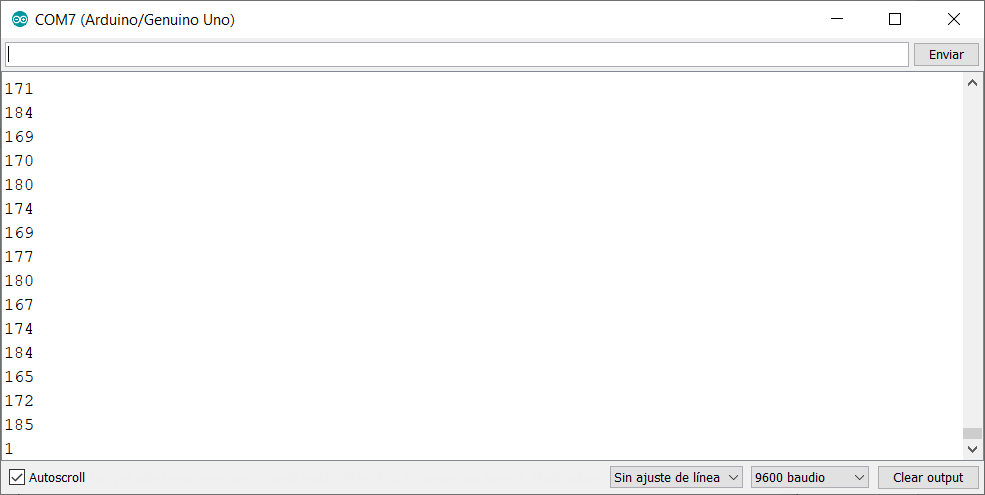 COM7 (Arduino/Genuino Uno)
Enviar
171
184
169
170
180
174
169
177
180
167
174
184
165
172
185
1
Autoscroll
Sin ajuste de línea
9600 baudio
Clear output